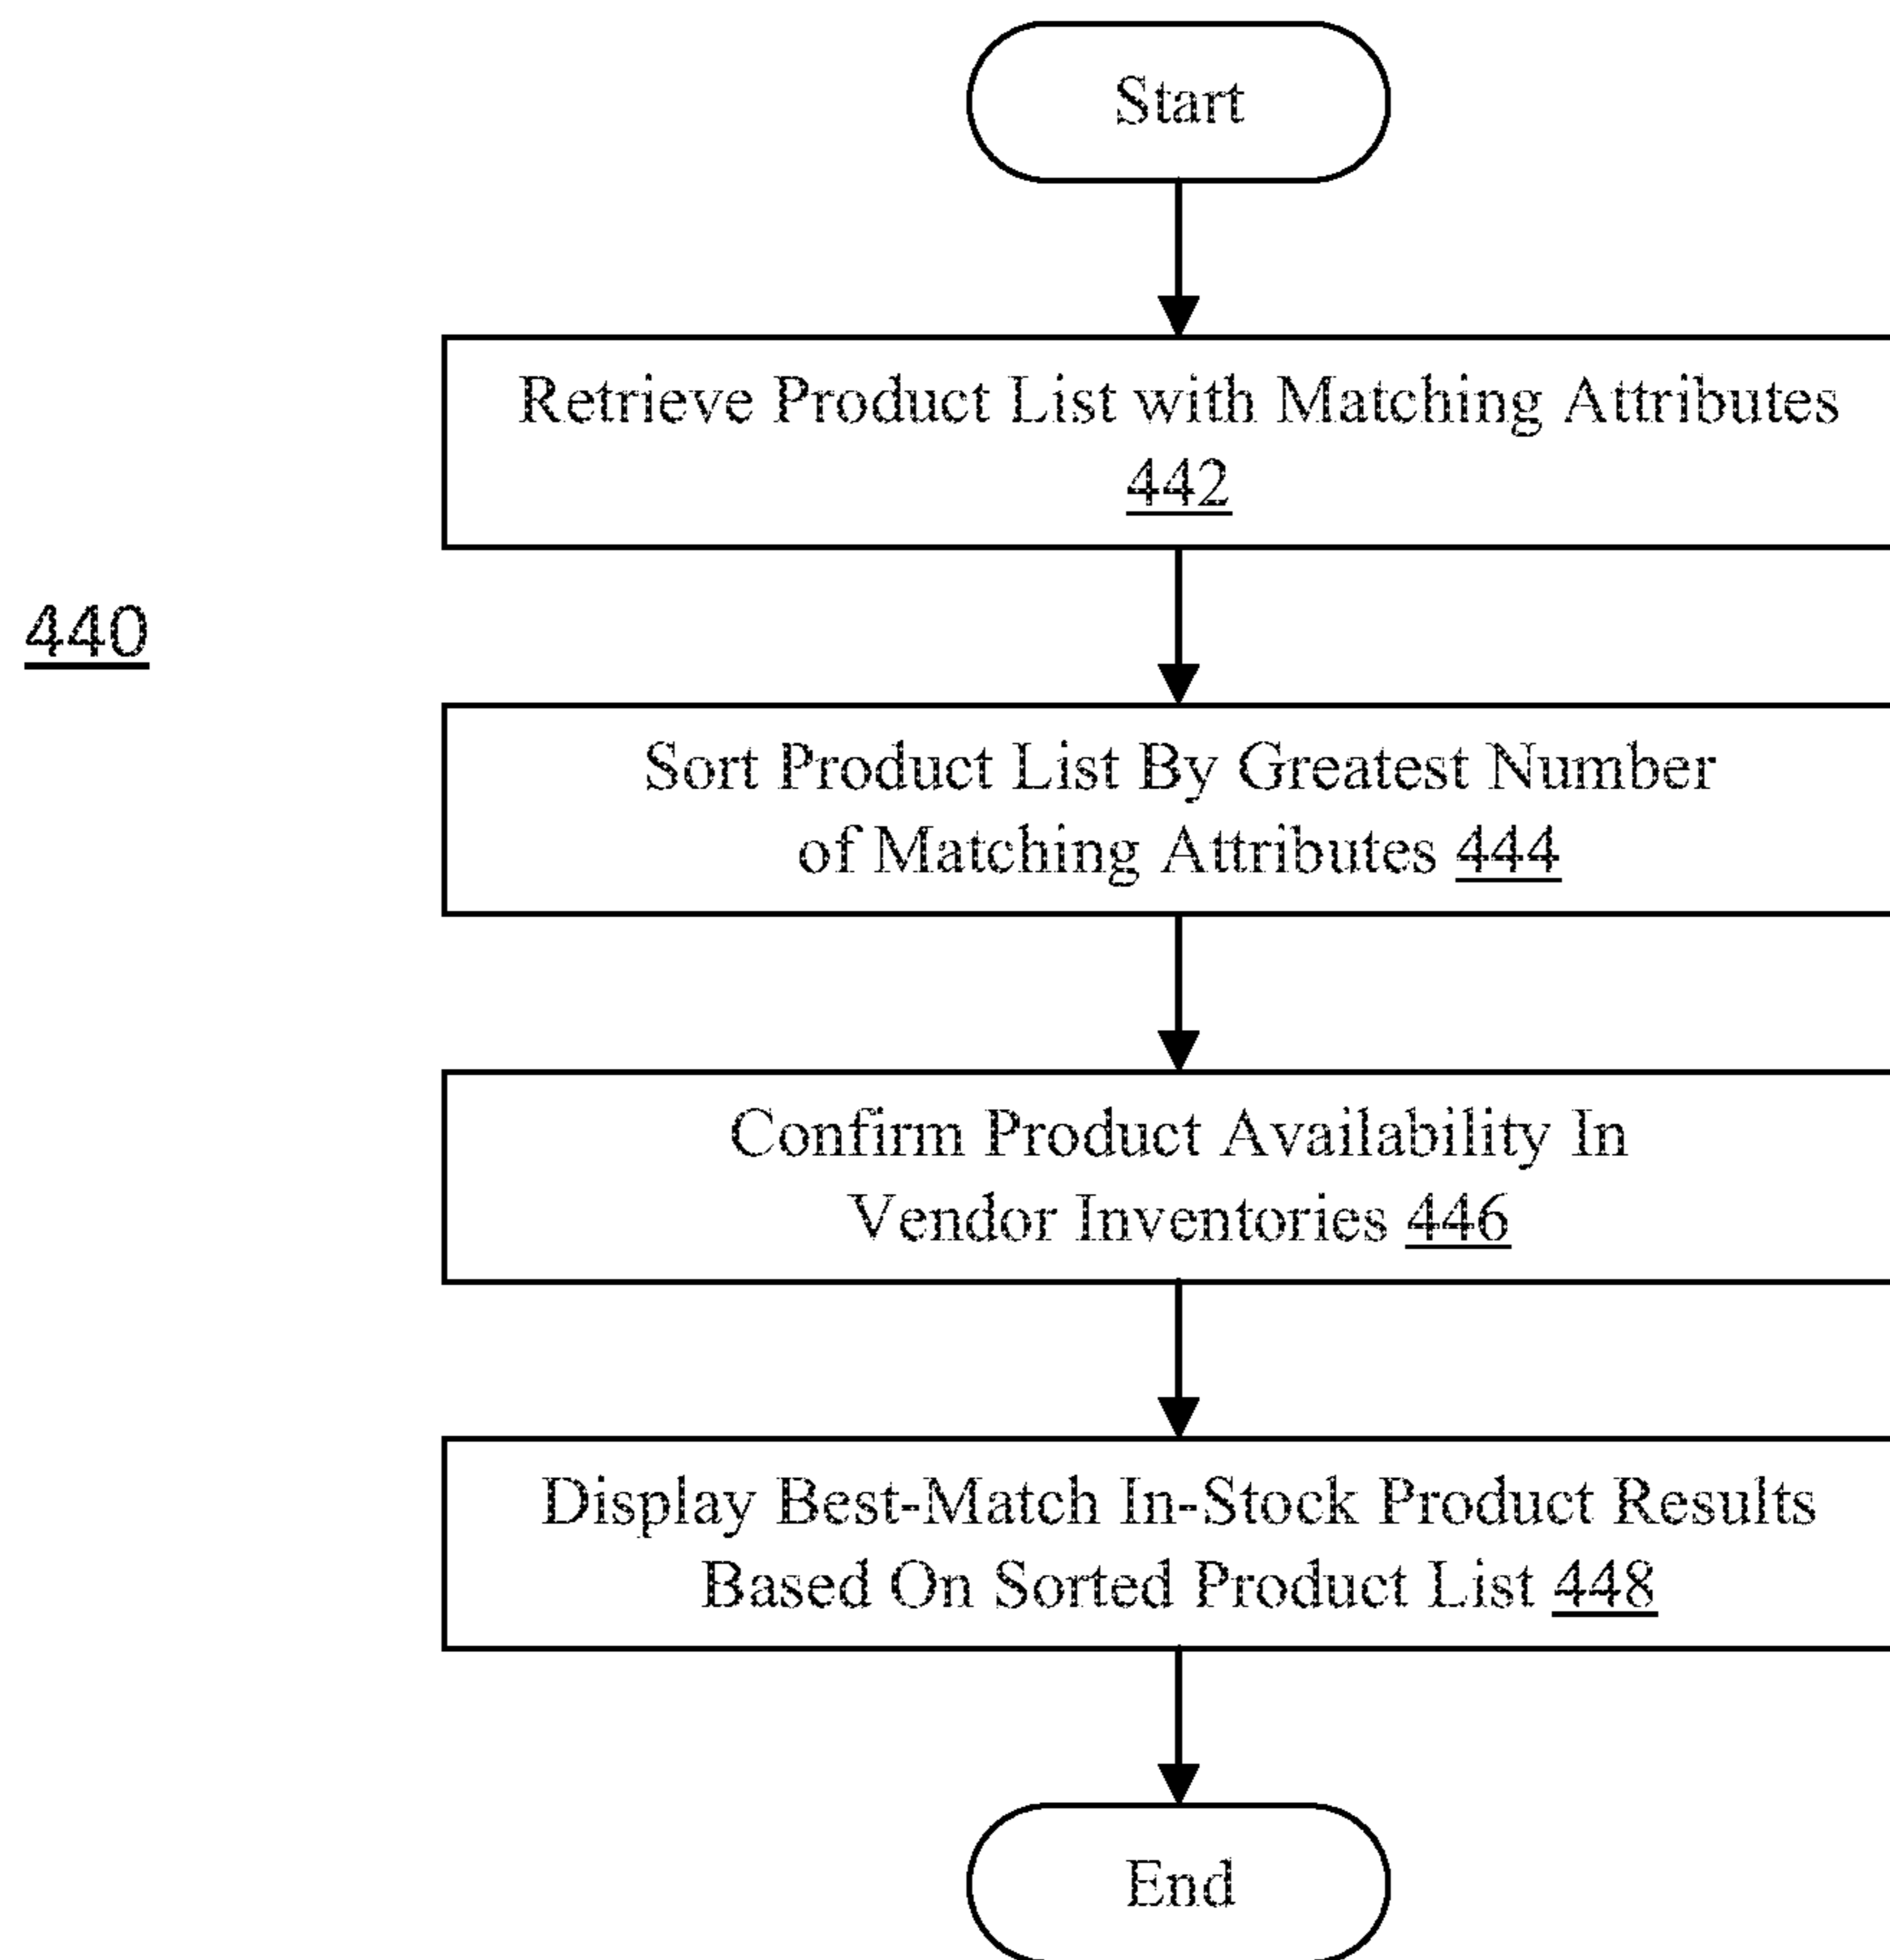 Start
Retrieve Product List with Matching Attributes
442
440
Sort Product List By Greatest Number
of Matching Attributes 444
Confirm Product Availability In
Vendor Inventories 446
Display Best-Match In-Stock Product Results
Based On Sorted Product List 448
End